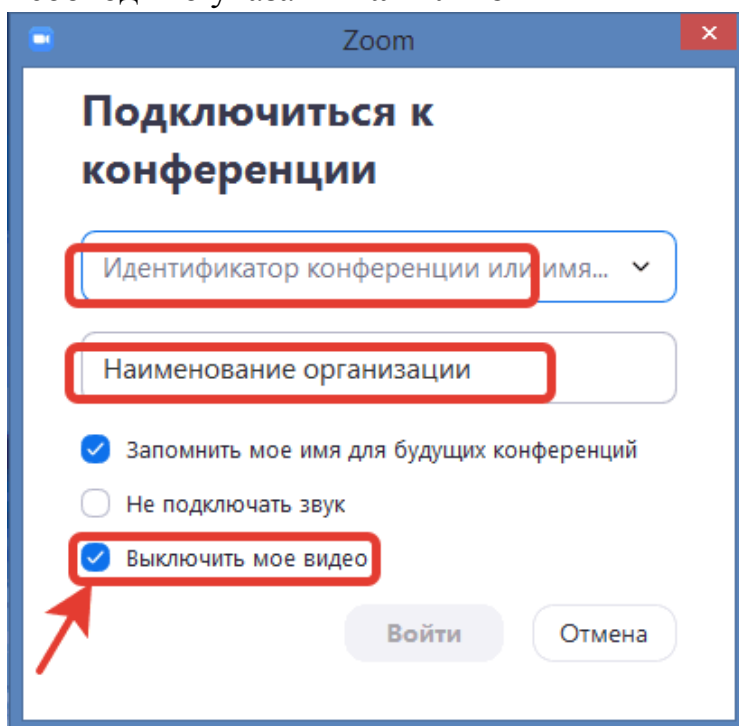 Zoom
Подключиться к
конференции
Идентификатор конференции или имя...
Наименование организации
Запомнить мое имя для будущих конференций
Не подключать звук
Выключить мое видео
Войти Отмена